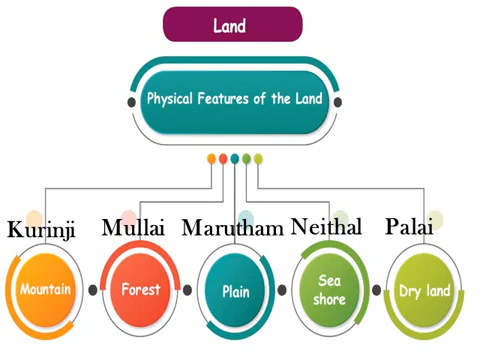 Land
Physical Features of the Land
Kurinji Mullai Marutham Neithal Palai
Mountain
Forest
Plain
Sea
shore
Dry land